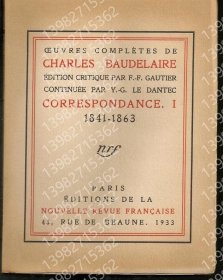 ŒUVRES COMPLÈTES DE
CHARLES BAUDELAIRE
ÉDITION CRITIQUE PAR F.-F. GAUTIER
CONTINUÉE PAR Y.-G. LE DANTEC
CORRESPONDANCE. I
1841-1863
nrf
PARIS
ÉDITIONS DE LA
NOUVELLE REVUE FRANÇAISE
43, RUE DE BEAUNE. 1933
13982715362